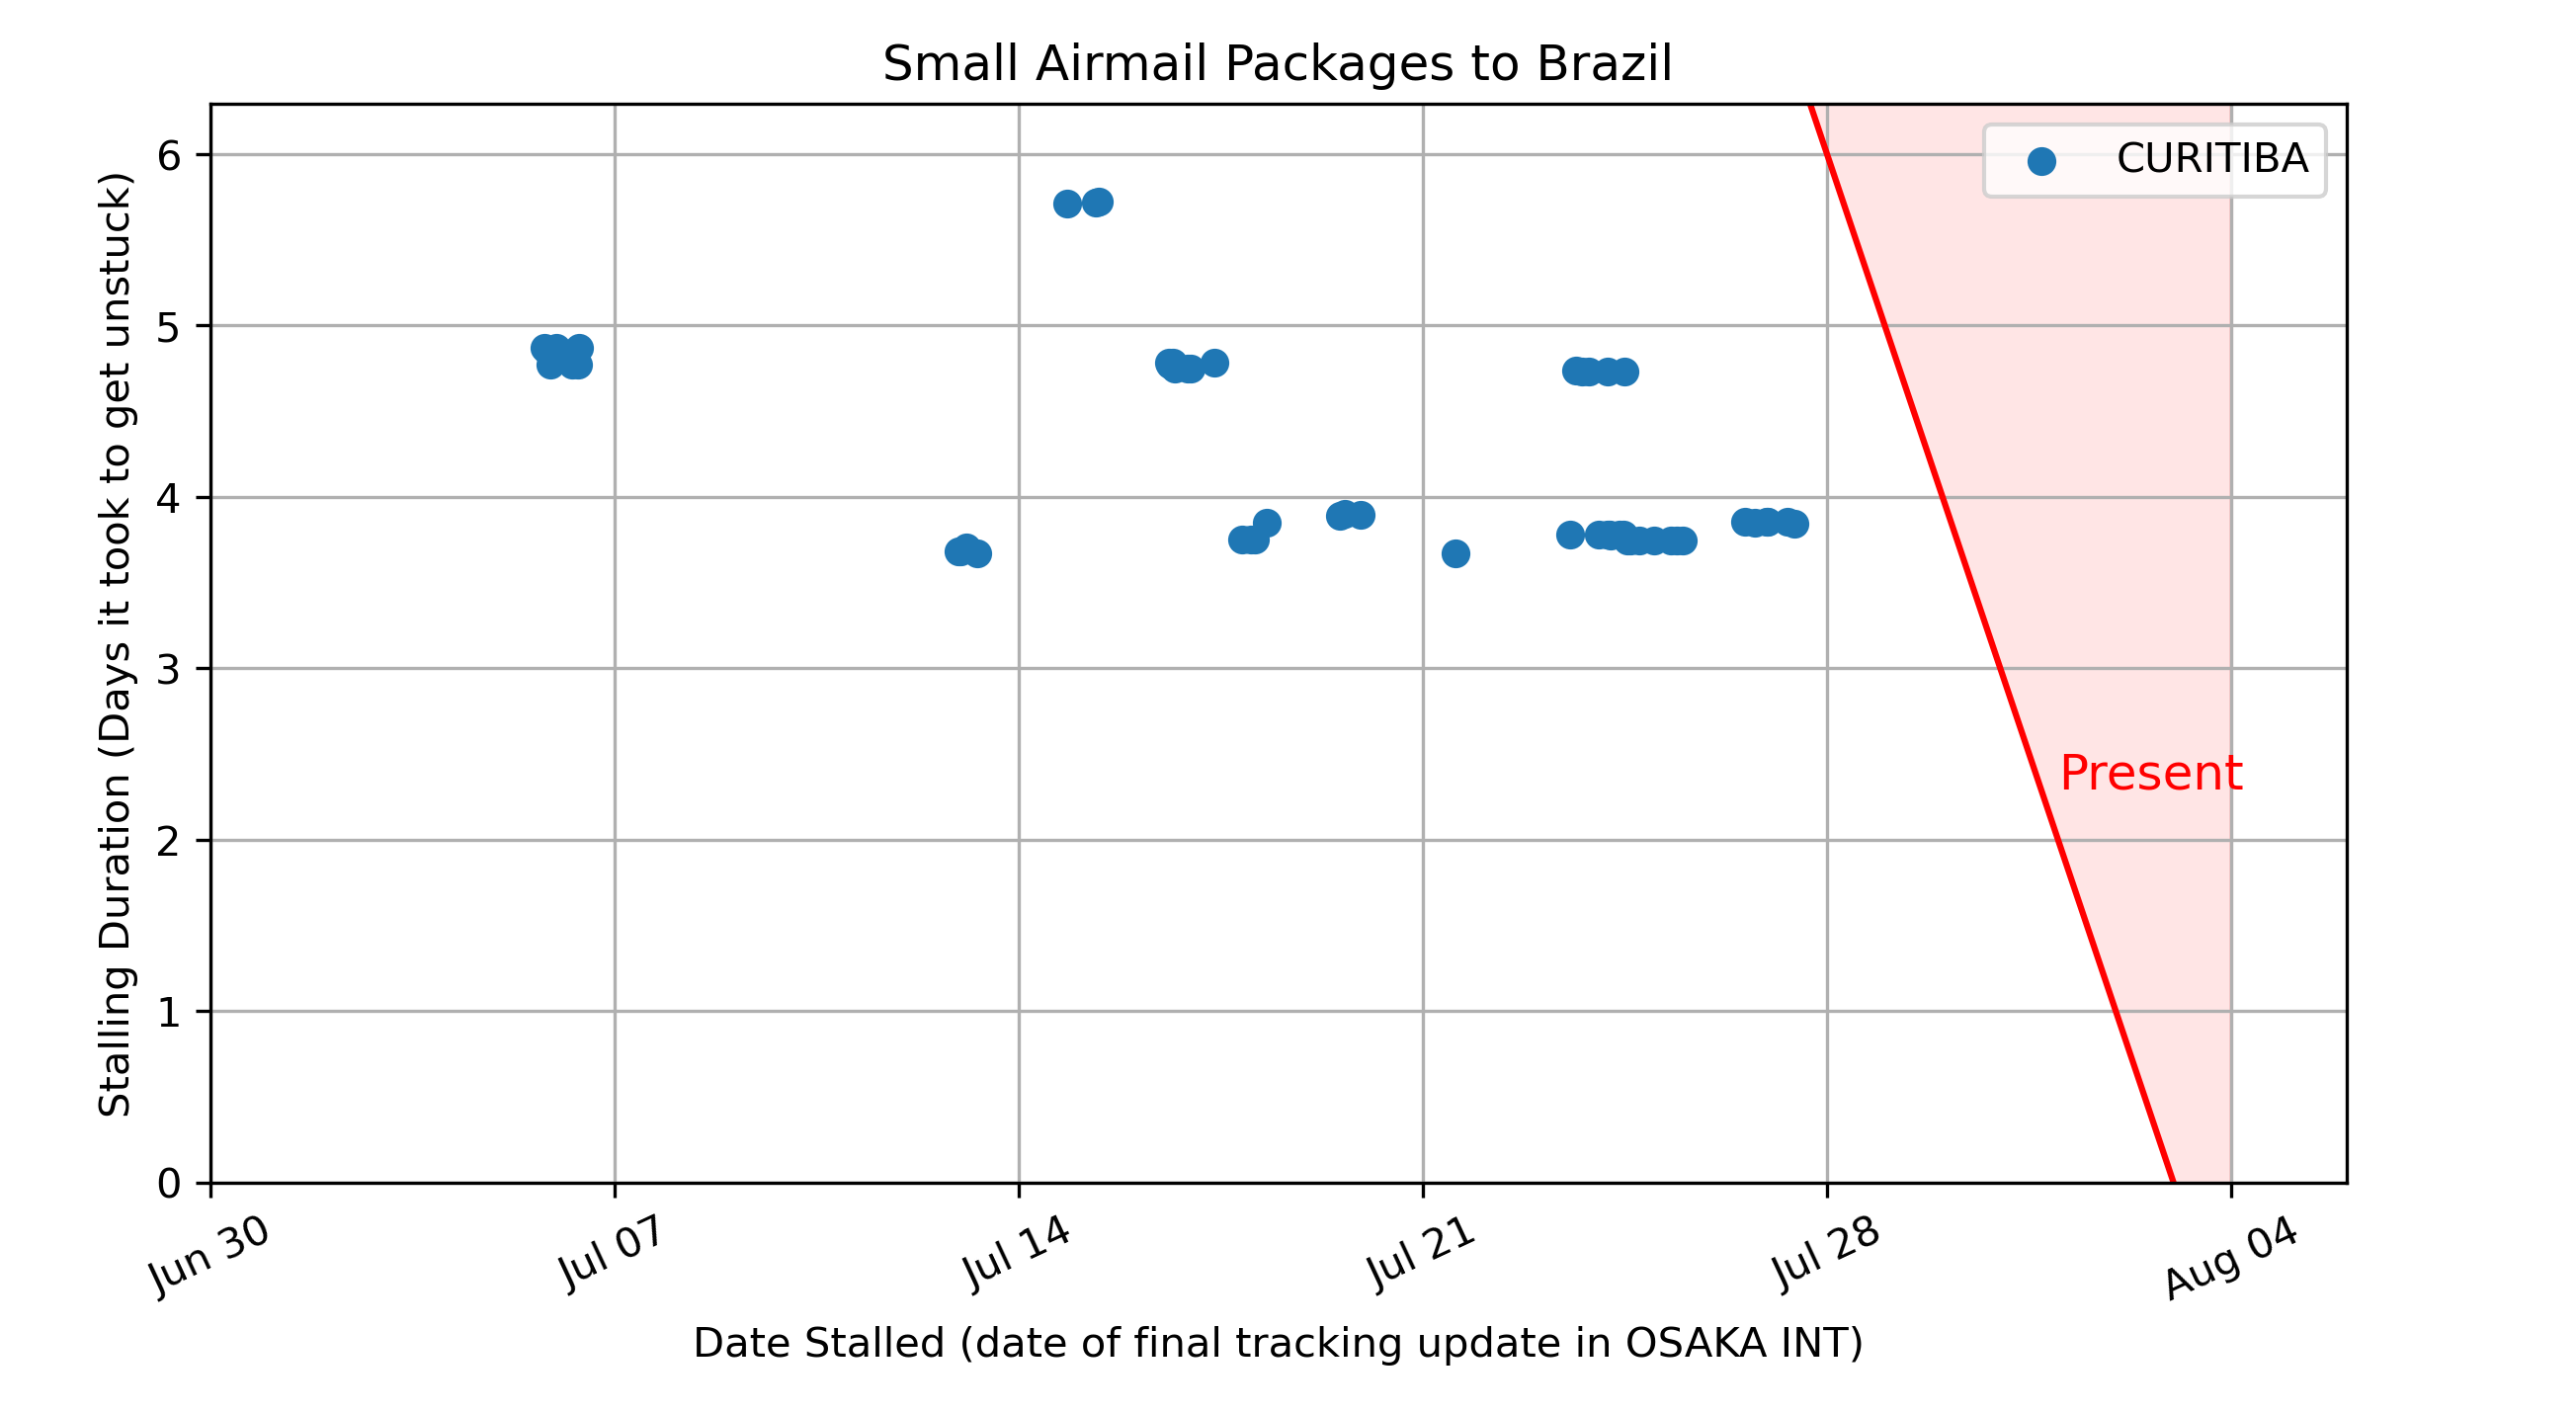 Small Airmail Packages to Brazil
CURITIBA
Present
Stalling Duration (Days it took to get unstuck)
6
5
4
3
2
1
0
Jun 30
Jul 07
Jul 14
Jul 21
Jul 28
Aug 04
Date Stalled (date of final tracking update in OSAKA INT)